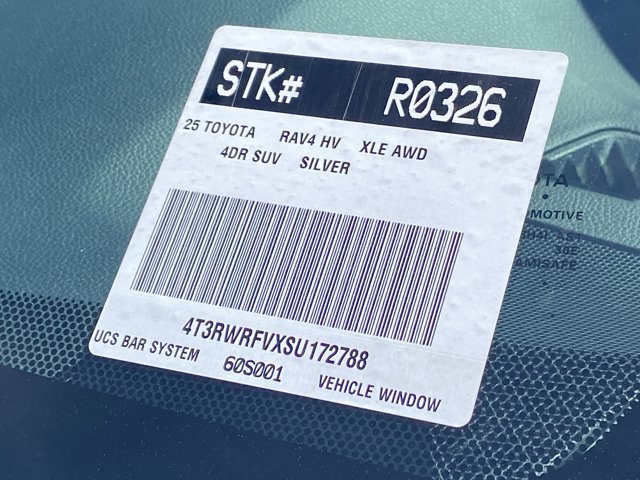 STK# R0326
25 TOYOTA RAV4 HV XLE AWD
4DR SUV SILVER
4T3RWRFVXSU172788
UCS BAR SYSTEM 60S001 VEHICLE WINDOW